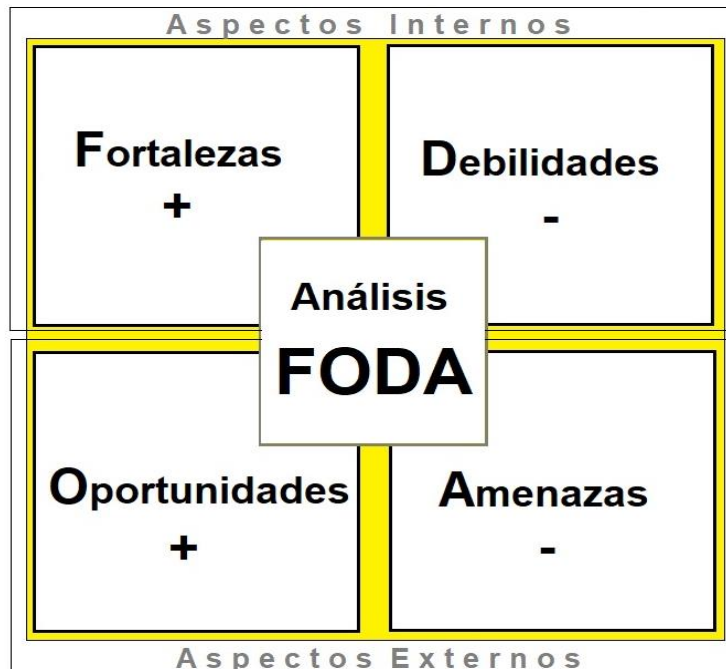 Aspectos Internos
Fortalezas
+
Debilidades
-
Análisis
FODA
Oportunidades
+
Amenazas
-
Aspectos Externos